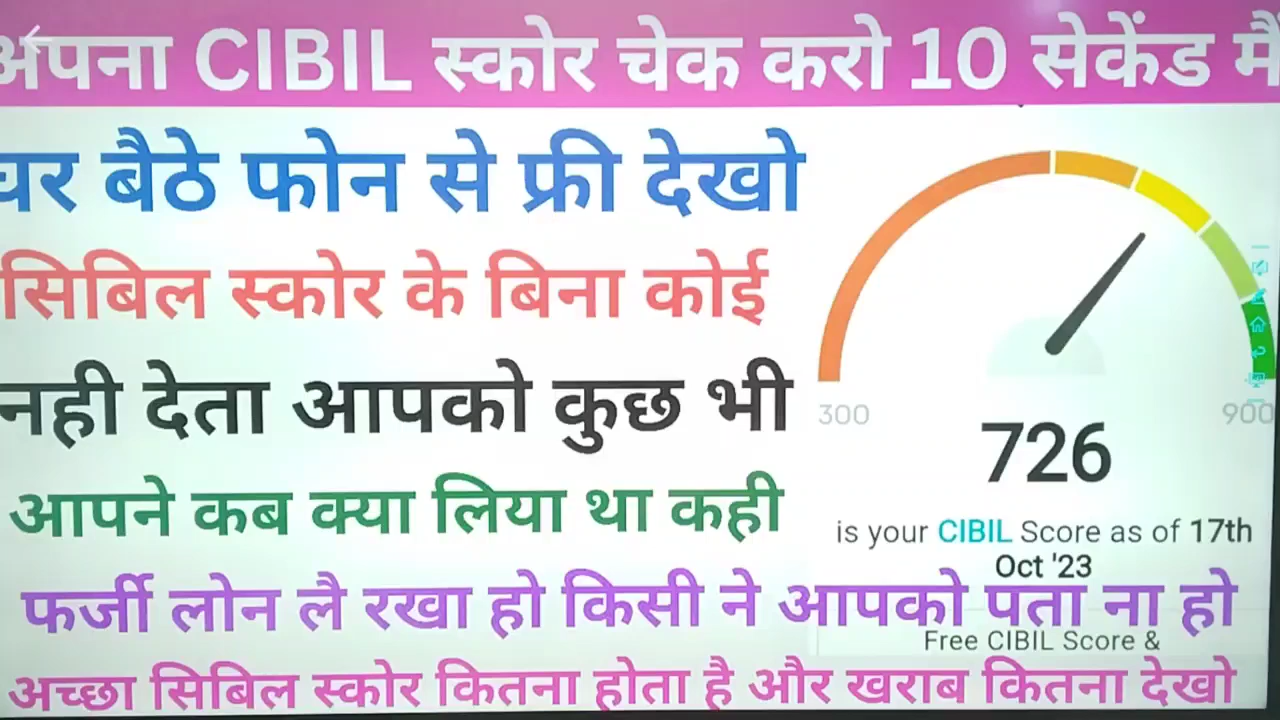 अपना CIBIL स्कोर चेक करो 10 सेकेंड मैं
घर बैठे फोन से फ्री देखो
सिबिल स्कोर के बिना कोई
नही देता आपको कुछ भी
आपने कब क्या लिया था कही
फर्जी लोन लै रखा हो किसी ने आपको पता ना हो
अच्छा सिबिल स्कोर कितना होता है और खराब कितना देखो
300
900
726
is your CIBIL Score as of 17th
Oct '23
Free CIBIL Score &